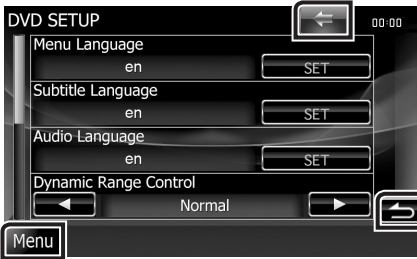 DVD SETUP 00:00
Menu Language
en SET
Subtitle Language
en SET
Audio Language
en SET
Dynamic Range Control
Normal
Menu